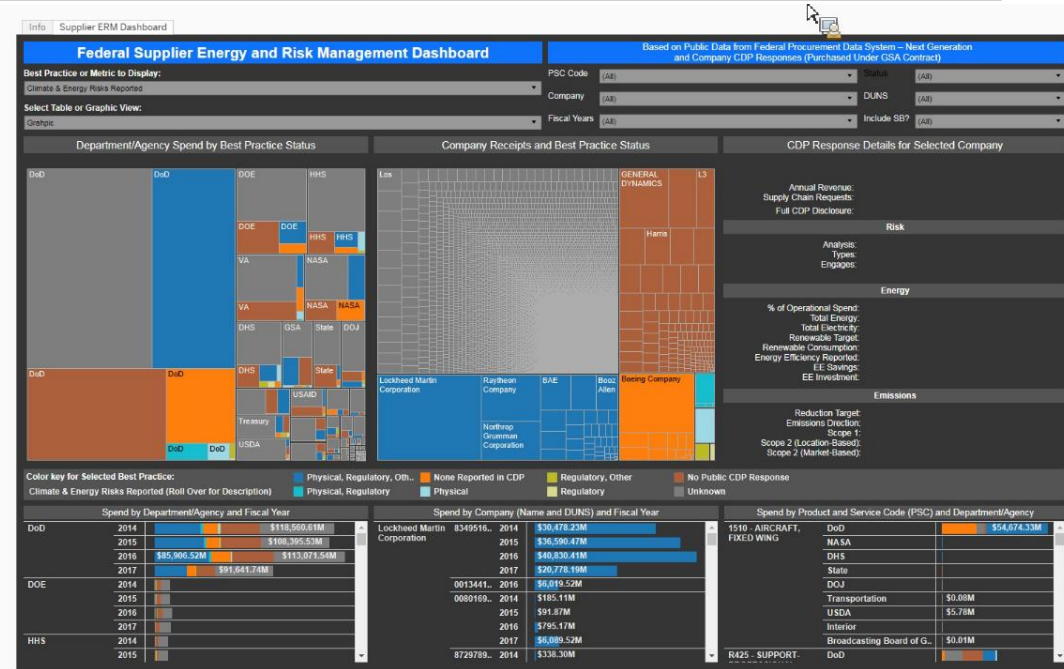 Info Supplier ERM Dashboard
Federal Supplier Energy and Risk Management Dashboard
Based on Public Data from Federal Procurement Data System – Next Generation
and Company CDP Responses (Purchased Under GSA Contract)
Best Practice or Metric to Display:
Climate & Energy Risks Reported
Select Table or Graphic View:
Grahpic
PSC Code (All) Status (All)
Company (All) DUNS (All)
Fiscal Years (All) Include SB? (All)
Department/Agency Spend by Best Practice Status
DoD DoD DOE HHS
DOE DOE HHS HHS
VA NASA
VA NASA NASA
DHS GSA State DOJ
DoD DoD DHS State
USAID
Treasury
USDA
DoD DoD
Company Receipts and Best Practice Status
Los GENERAL DYNAMICS L3
Harris
Lockheed Martin Corporation
Raytheon Company
BAE
Booz Allen
Boeing Company
Northrop Grumman Corporation
CDP Response Details for Selected Company
Annual Revenue:
Supply Chain Requests:
Full CDP Disclosure:
Risk
Analysis:
Types:
Engages:
Energy
% of Operational Spend:
Total Energy:
Total Electricity:
Renewable Target:
Renewable Consumption:
Energy Efficiency Reported:
EE Savings:
EE Investment:
Emissions
Reduction Target:
Emissions Drection:
Scope 1:
Scope 2 (Location-Based):
Scope 2 (Market-Based):
Color key for Selected Best Practice:
Climate & Energy Risks Reported (Roll Over for Description)
Physical, Regulatory, Oth.. None Reported in CDP Regulatory, Other No Public CDP Response
Physical, Regulatory Physical Regulatory Unknown
Spend by Department/Agency and Fiscal Year
DoD 2014 $118,560.61M
2015 $108,395.53M
2016 $85,906.52M $113,071.54M
2017 $91,641.74M
DOE 2014
2015
2016
2017
HHS 2014
2015
Spend by Company (Name and DUNS) and Fiscal Year
Lockheed Martin Corporation 8349516.. 2014 $30,478.23M
2015 $36,590.47M
2016 $40,830.41M
2017 $20,778.19M
0013441.. 2016 $6,019.52M
0080169.. 2014 $185.11M
2015 $91.87M
2016 $795.17M
2017 $6,089.52M
8729789.. 2014 $338.30M
Spend by Product and Service Code (PSC) and Department/Agency
1510 - AIRCRAFT, FIXED WING DoD $54,674.33M
NASA
DHS
State
DOJ
Transportation $0.08M
USDA $5.78M
Interior
Broadcasting Board of G.. $0.01M
R425 - SUPPORT- DoD